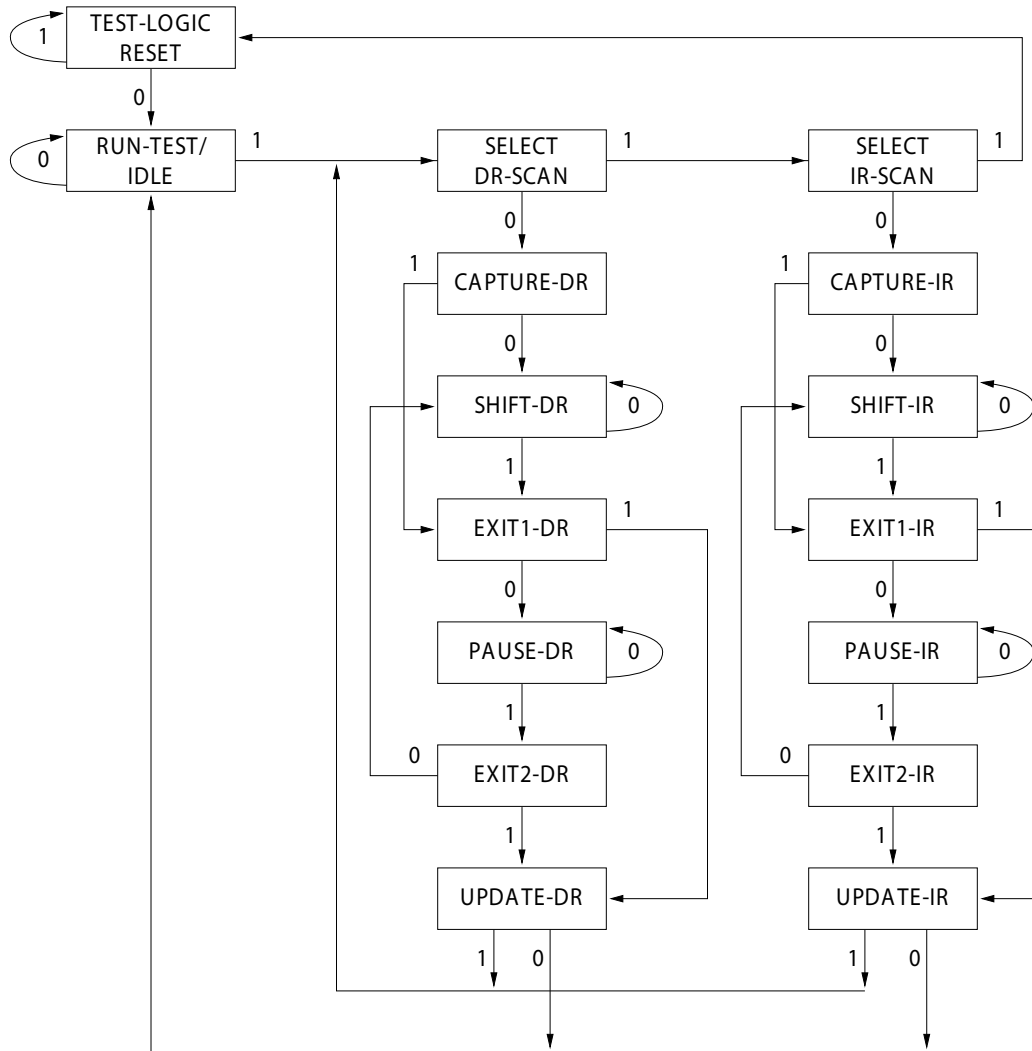 TEST-LOGIC
RESET
1
0
RUN-TEST/
IDLE
0
1
SELECT
DR-SCAN
1
SELECT
IR-SCAN
1
0
0
1
CAPTURE-DR
1
CAPTURE-IR
0
0
SHIFT-DR
0
SHIFT-IR
0
1
1
EXIT1-DR
1
EXIT1-IR
1
0
0
PAUSE-DR
0
PAUSE-IR
0
1
1
0
EXIT2-DR
0
EXIT2-IR
1
1
UPDATE-DR
UPDATE-IR
1
0
1
0